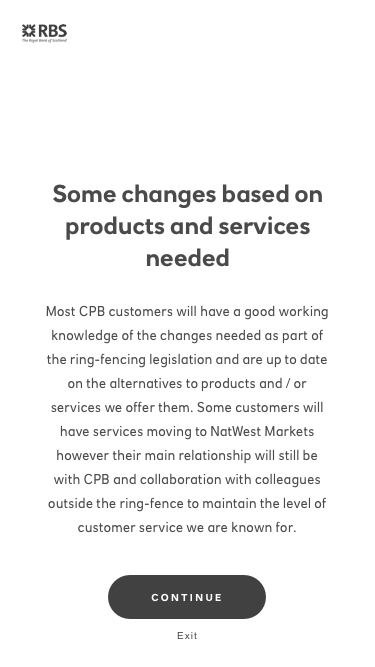 RBS
The Royal Bank of Scotland
Some changes based on
products and services
needed
Most CPB customers will have a good working
knowledge of the changes needed as part of
the ring-fencing legislation and are up to date
on the alternatives to products and / or
services we offer them. Some customers will
have services moving to NatWest Markets
however their main relationship will still be
with CPB and collaboration with colleagues
outside the ring-fence to maintain the level of
customer service we are known for.
CONTINUE
Exit